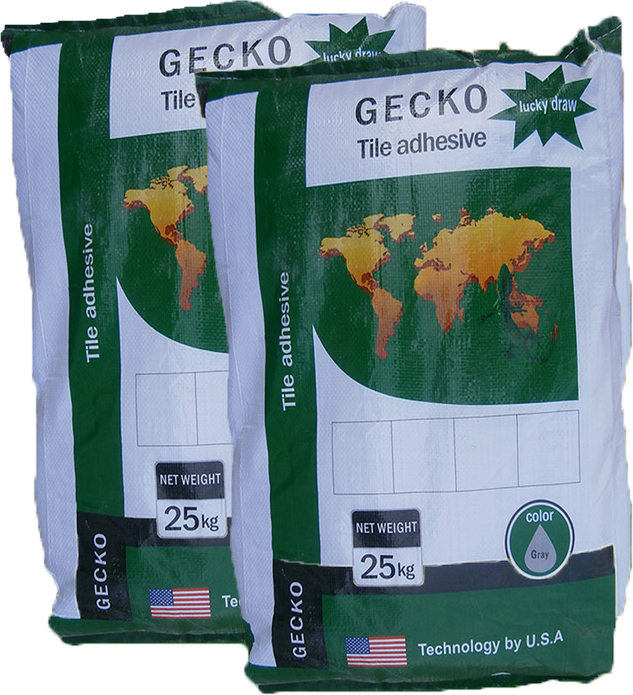 GECKO
lucky draw
Tile
Tile adhesive
NET WEIGHT
25kg
GECKO
Te
GECKO
lucky draw
Tile adhesive
Tile adhesive
NET WEIGHT
25kg
color
Gray
GECKO
Technology by U.S.A